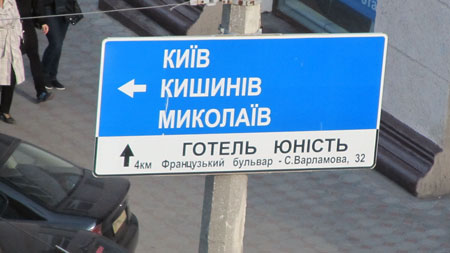 КИЇВ
КИШИНІВ
МИКОЛАЇВ
ГОТЕЛЬ ЮНІСТЬ
4км Французький бульвар - С.Варламова, 32